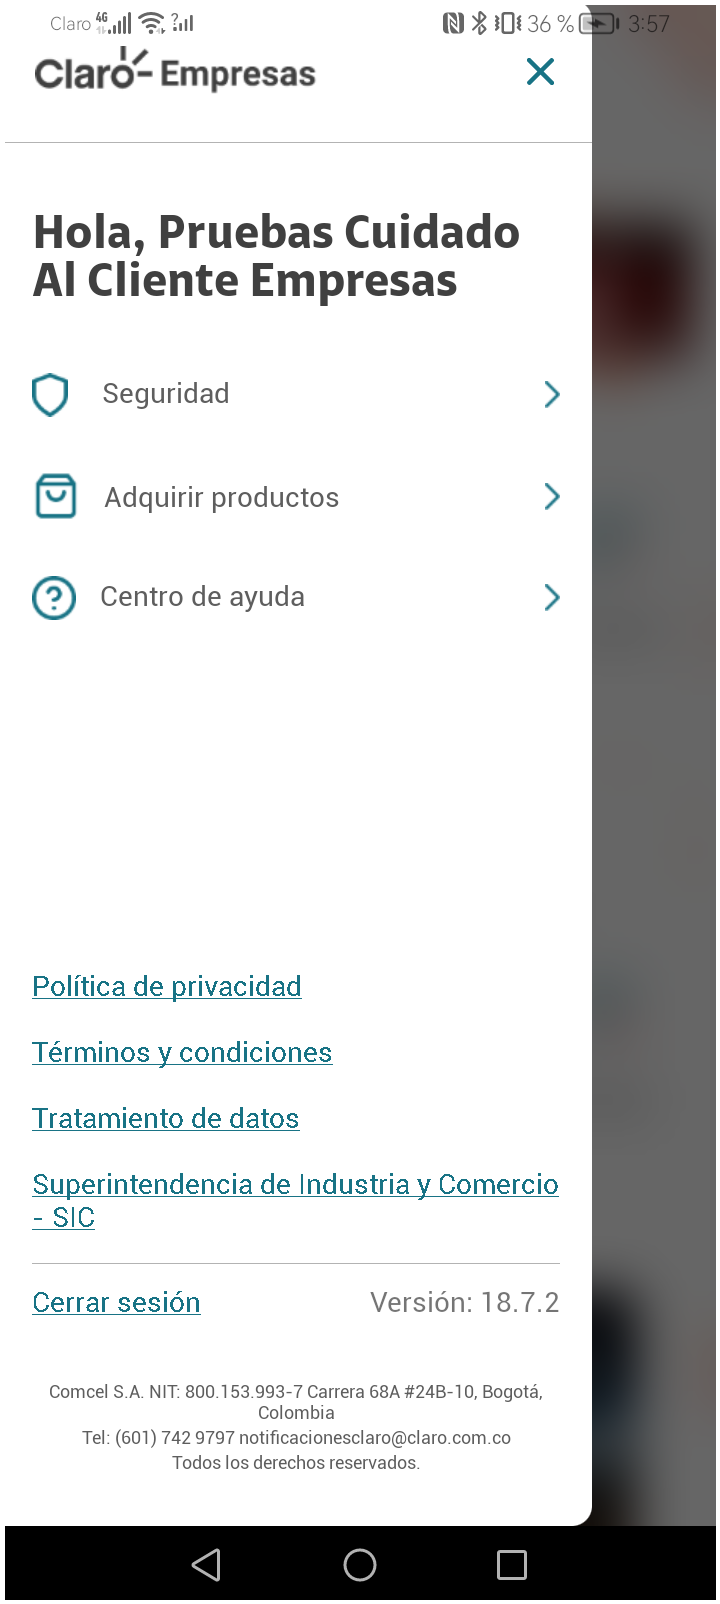 Claro 4G ? 36 % 3:57
Claro Empresas
Hola, Pruebas Cuidado
Al Cliente Empresas
Seguridad
Adquirir productos
Centro de ayuda
Política de privacidad
Términos y condiciones
Tratamiento de datos
Superintendencia de Industria y Comercio
- SIC
Cerrar sesión Versión: 18.7.2
Comcel S.A. NIT: 800.153.993-7 Carrera 68A #24B-10, Bogotá,
Colombia
Tel: (601) 742 9797 notificacionesclaro@claro.com.co
Todos los derechos reservados.